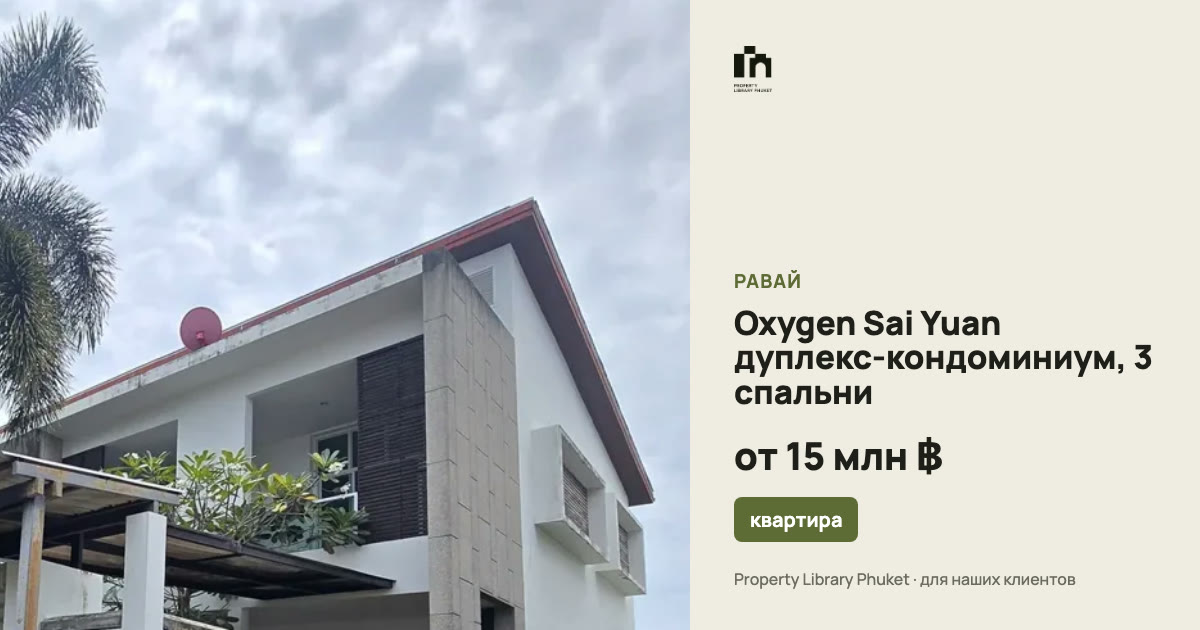 PROPERTY
LIBRARY PHUKET
РАВАЙ
Oxygen Sai Yuan
дуплекс-кондоминиум, 3
спальни
от 15 млн ฿
квартира
Property Library Phuket · для наших клиентов